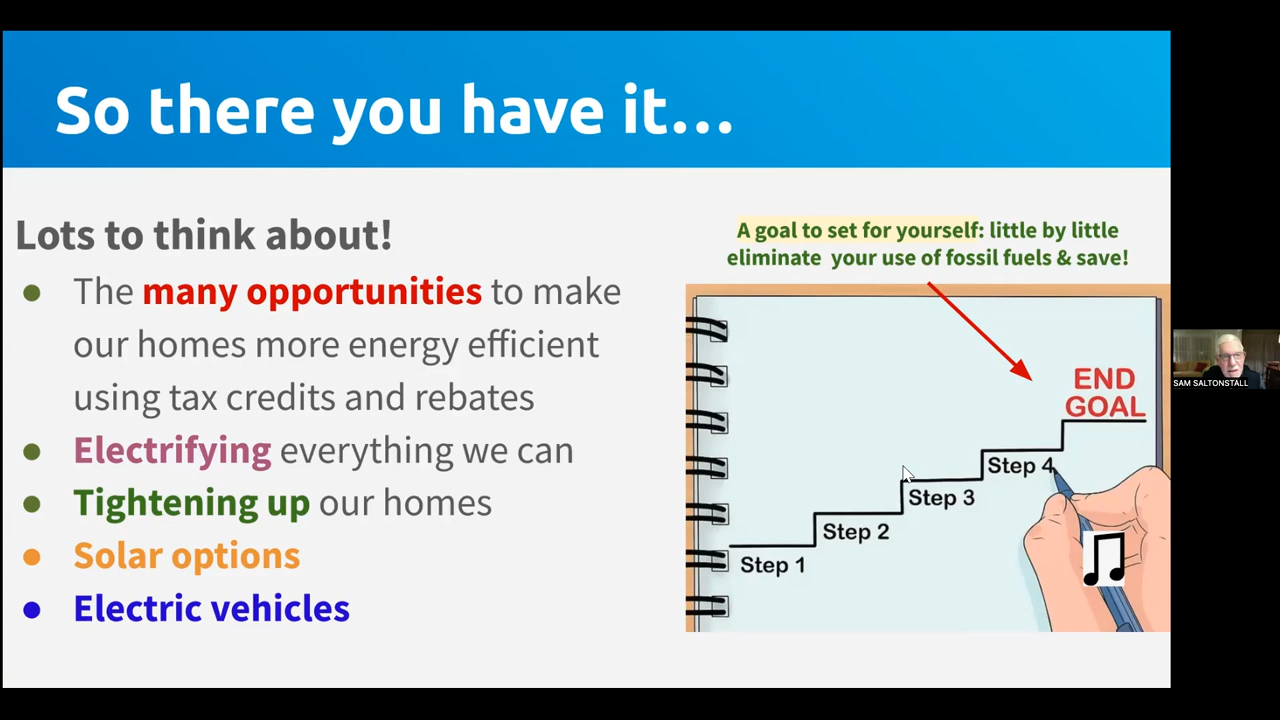 So there you have it...
Lots to think about!
The many opportunities to make
our homes more energy efficient
using tax credits and rebates
Electrifying everything we can
Tightening up our homes
Solar options
Electric vehicles
A goal to set for yourself: little by little
eliminate your use of fossil fuels & save!
END
GOAL
Step 4
Step 3
Step 2
Step 1
SAM SALTONSTALL